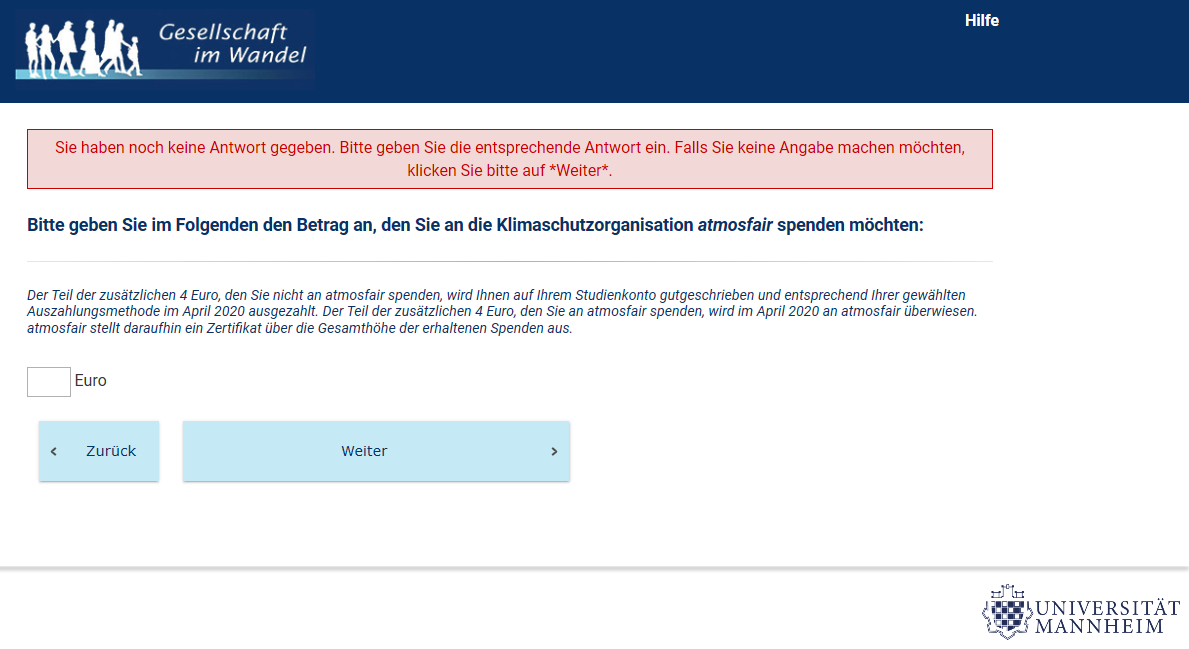 Gesellschaft
im Wandel
Hilfe
Sie haben noch keine Antwort gegeben. Bitte geben Sie die entsprechende Antwort ein. Falls Sie keine Angabe machen möchten,
klicken Sie bitte auf *Weiter*.
Bitte geben Sie im Folgenden den Betrag an, den Sie an die Klimaschutzorganisation atmosfair spenden möchten:
Der Teil der zusätzlichen 4 Euro, den Sie nicht an atmosfair spenden, wird Ihnen auf Ihrem Studienkonto gutgeschrieben und entsprechend Ihrer gewählten
Auszahlungsmethode im April 2020 ausgezahlt. Der Teil der zusätzlichen 4 Euro, den Sie an atmosfair spenden, wird im April 2020 an atmosfair überwiesen.
atmosfair stellt daraufhin ein Zertifikat über die Gesamthöhe der erhaltenen Spenden aus.
Euro
Zurück
Weiter
UNIVERSITÄT
MANNHEIM